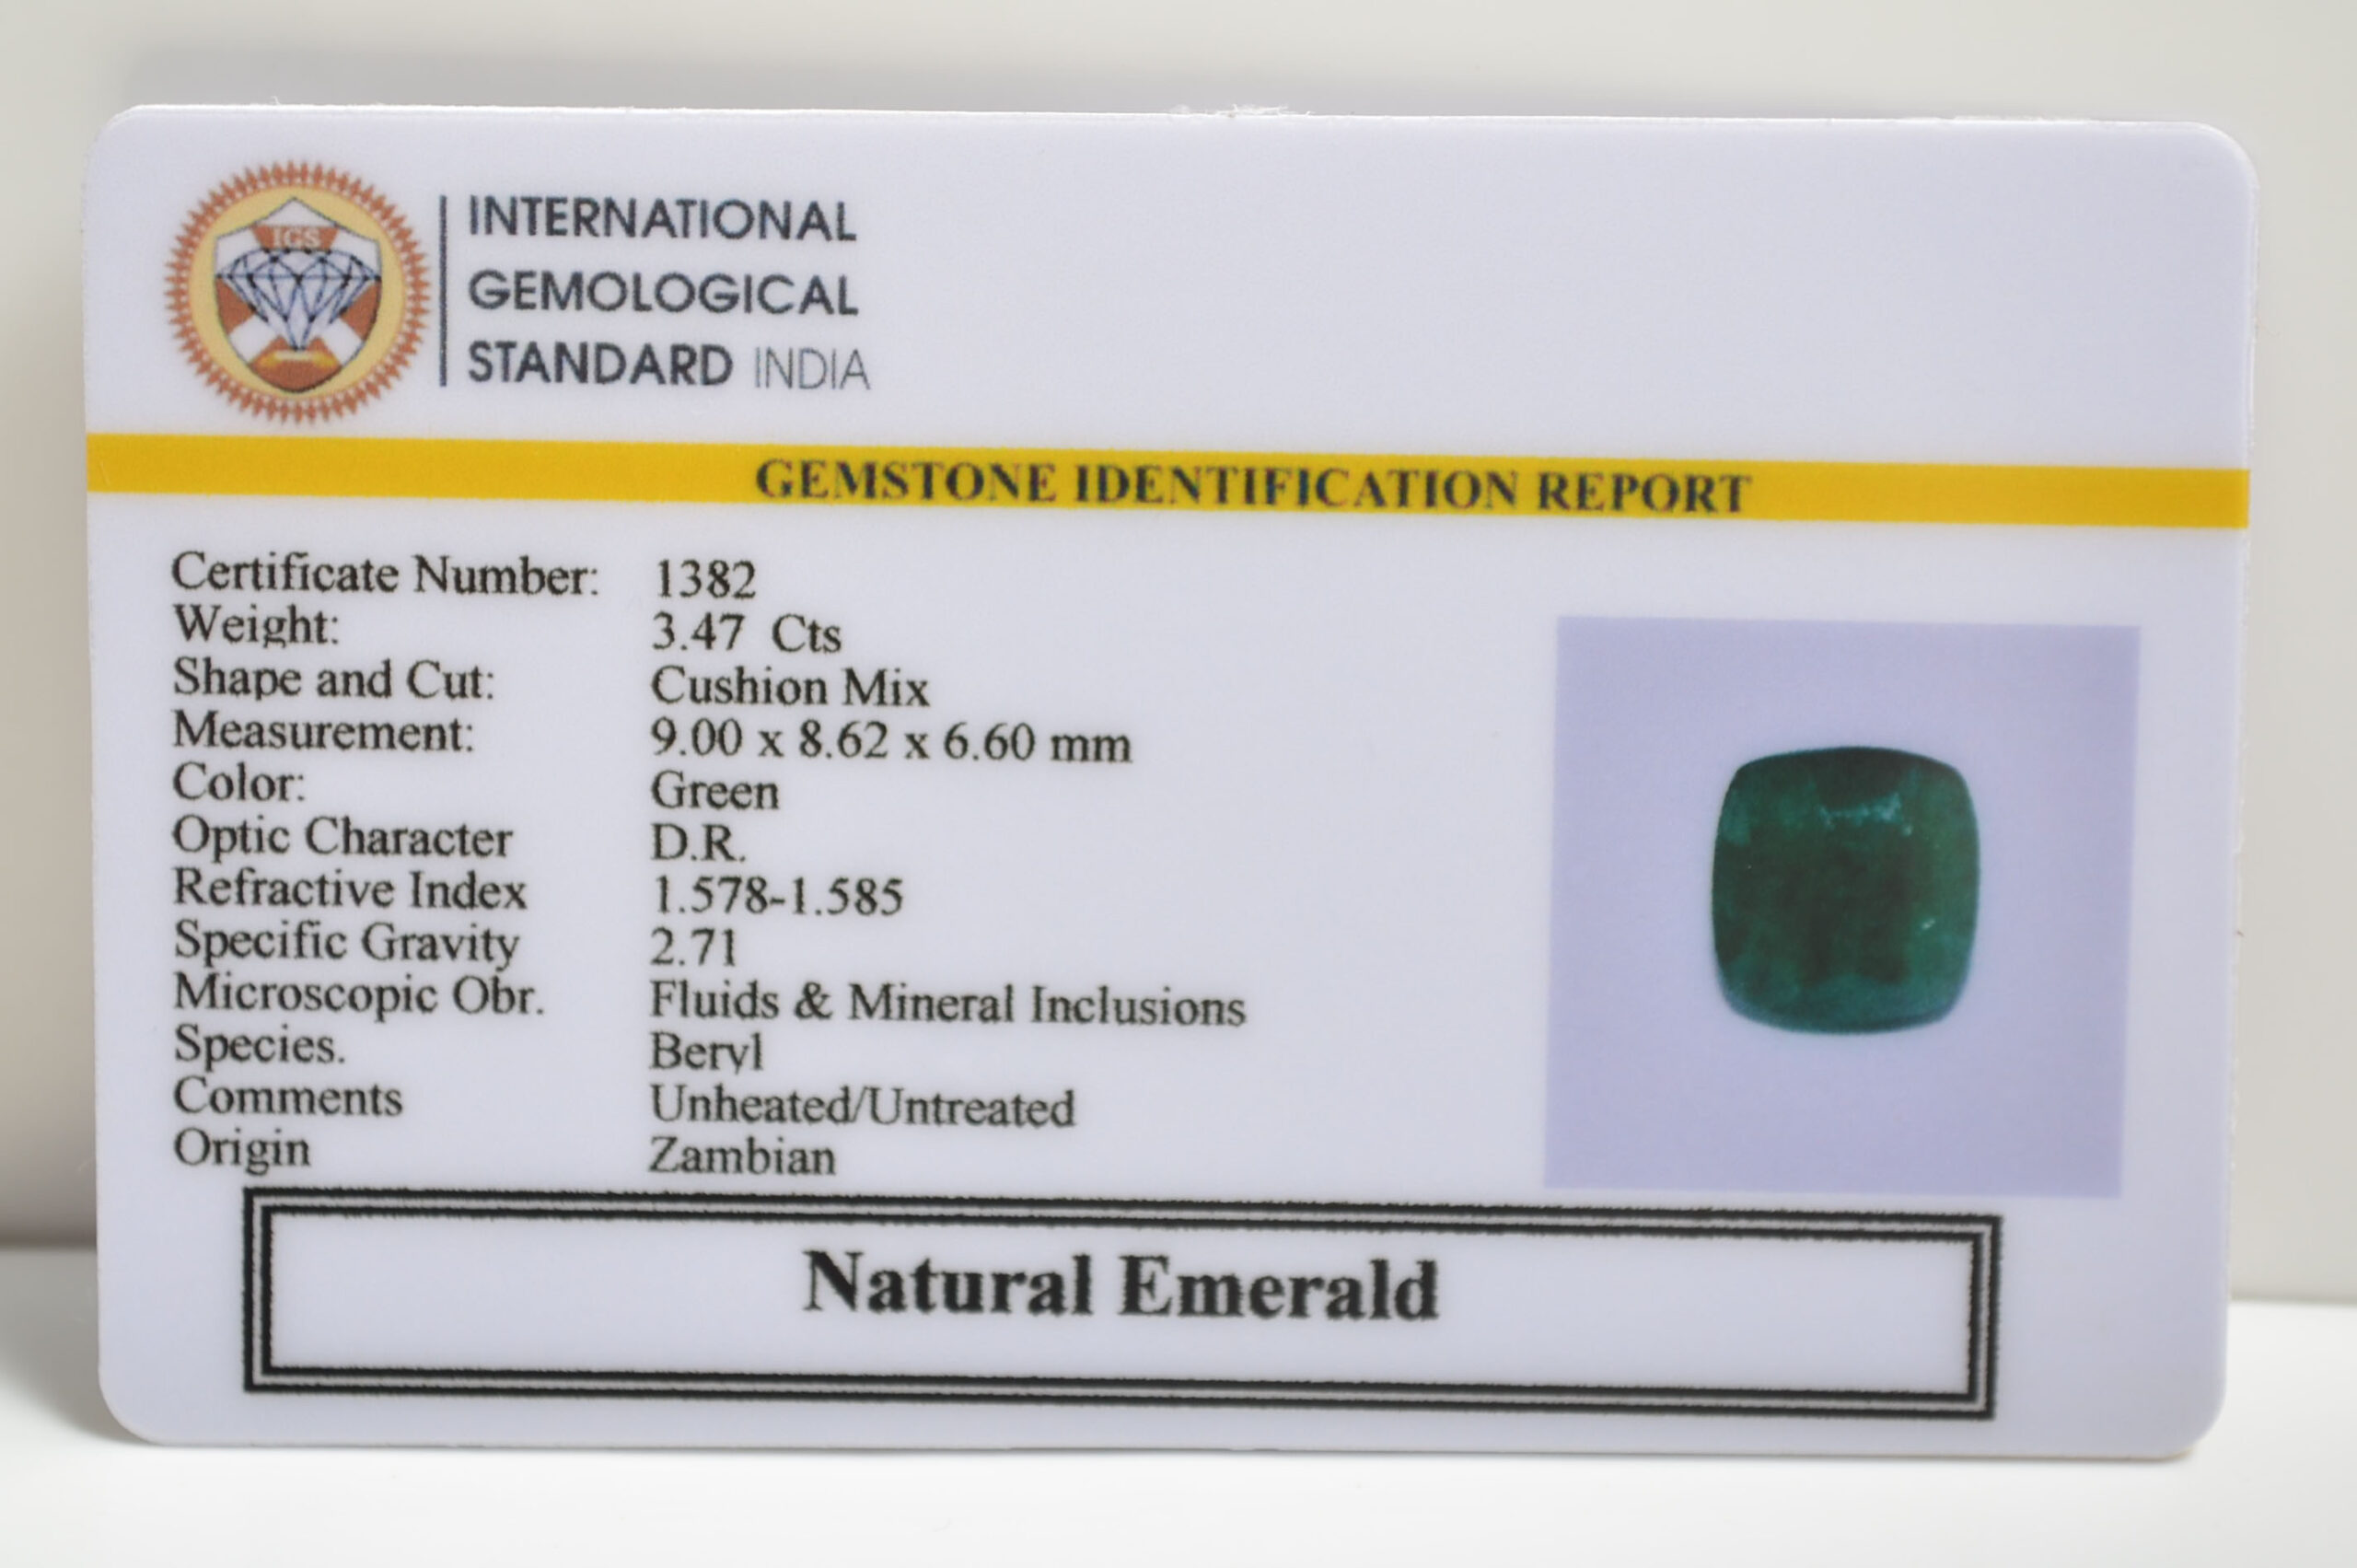 IGS
INTERNATIONAL
GEMOLOGICAL
STANDARD INDIA
GEMSTONE IDENTIFICATION REPORT
Certificate Number: 1382
Weight: 3.47 Cts
Shape and Cut: Cushion Mix
Measurement: 9.00 x 8.62 x 6.60 mm
Color: Green
Optic Character D.R.
Refractive Index 1.578-1.585
Specific Gravity 2.71
Microscopic Obr. Fluids & Mineral Inclusions
Species. Beryl
Comments Unheated/Untreated
Origin Zambian
Natural Emerald